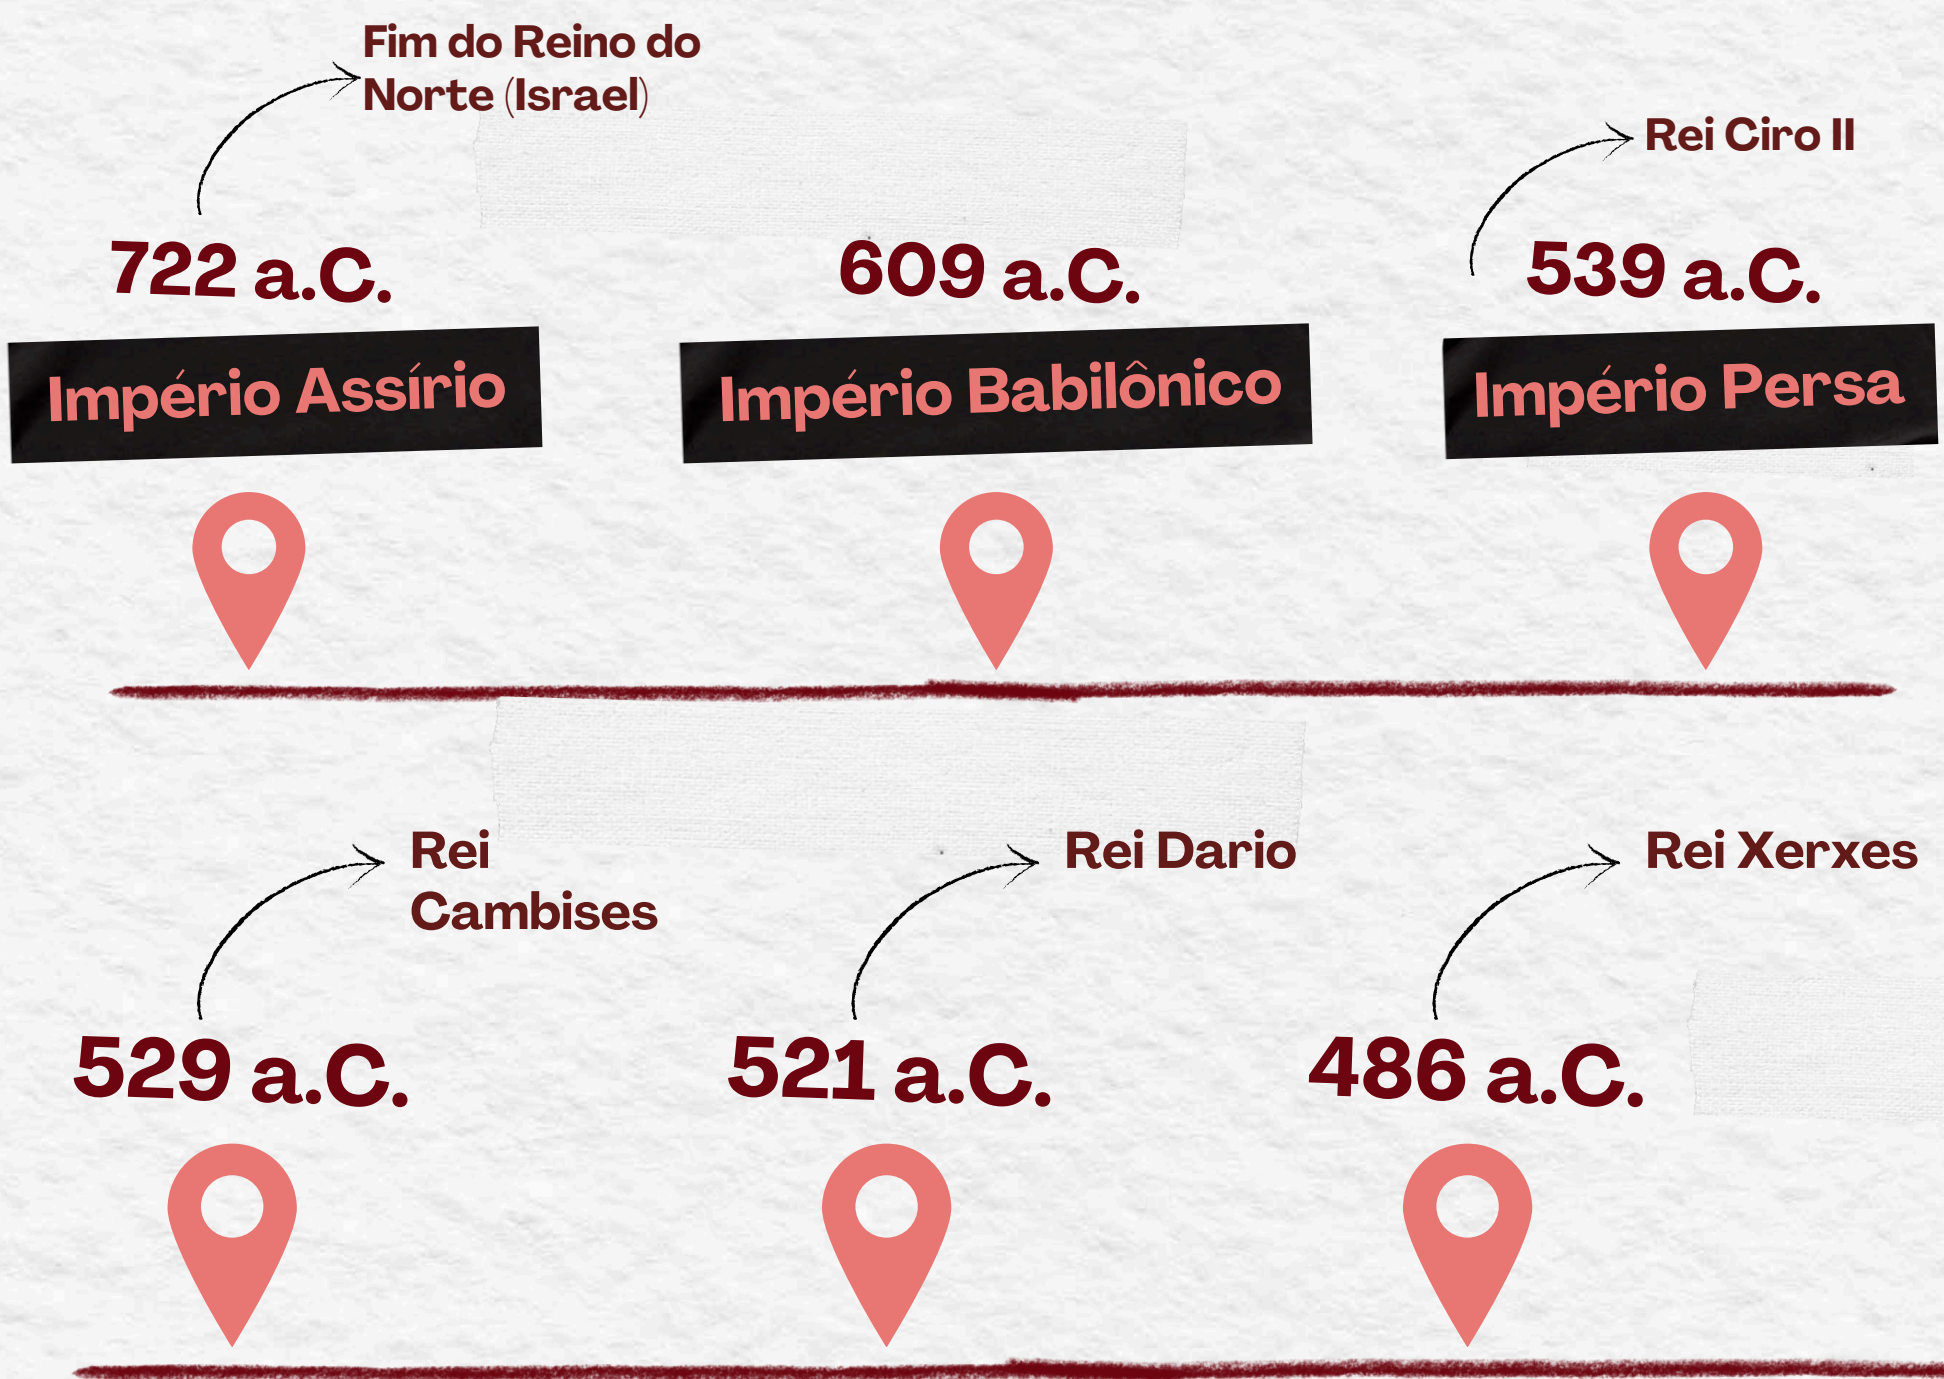 Fim do Reino do
Norte (Israel)
Rei Ciro II
722 a.C.
609 a.C.
539 a.C.
Império Assírio
Império Babilônico
Império Persa
Rei
Cambises
Rei Dario
Rei Xerxes
529 a.C.
521 a.C.
486 a.C.